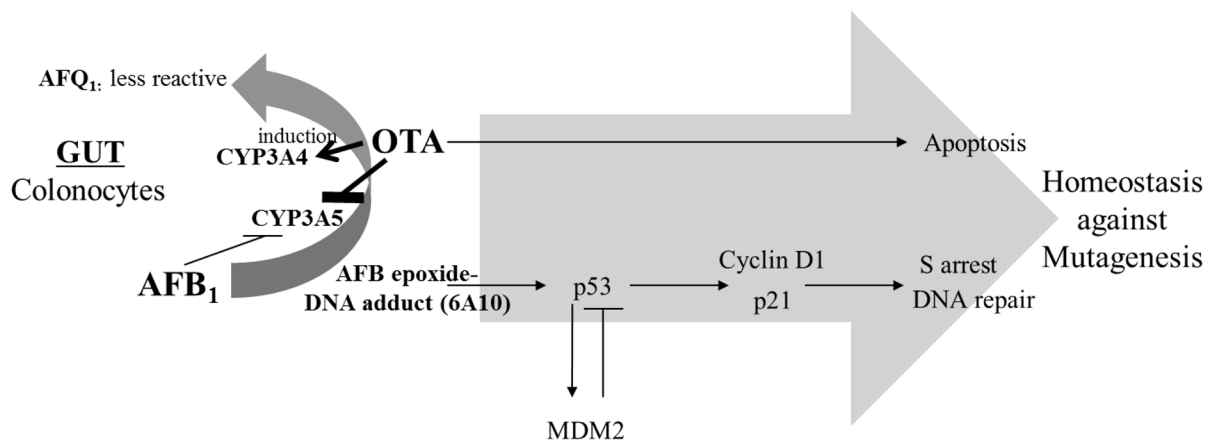 AFQ1: less reactive
induction
OTA
GUT
CYP3A4
Apoptosis
Colonocytes
CYP3A5
Homeostasis
against
Mutagenesis
AFB1
AFB epoxide-
DNA adduct (6A10)
p53
Cyclin D1
p21
S arrest
DNA repair
MDM2